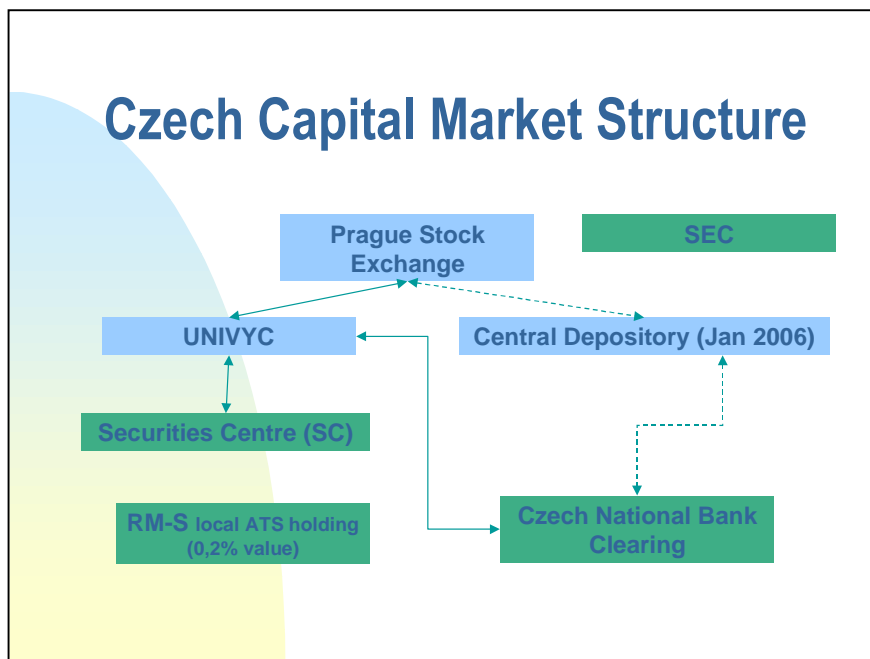 Czech Capital Market Structure
Prague Stock
Exchange
SEC
UNIVYC
Central Depository (Jan 2006)
Securities Centre (SC)
RM-S local ATS holding
(0,2% value)
Czech National Bank
Clearing